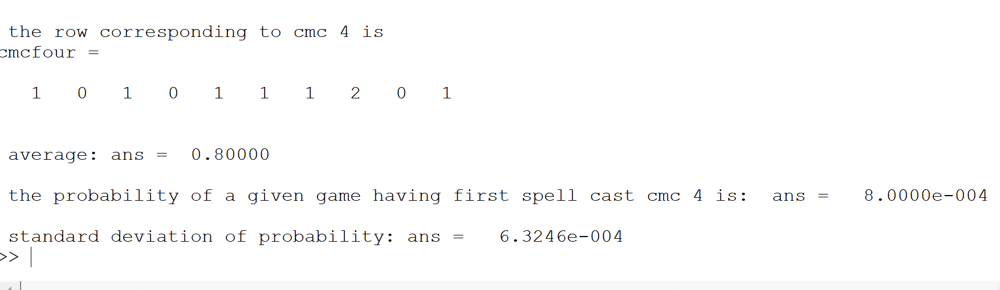 the row corresponding to cmc 4 is
cmcfour =
1 0 1 0 1 1 1 2 0 1
average: ans = 0.80000
the probability of a given game having first spell cast cmc 4 is: ans = 8.0000e-004
standard deviation of probability: ans = 6.3246e-004
>>